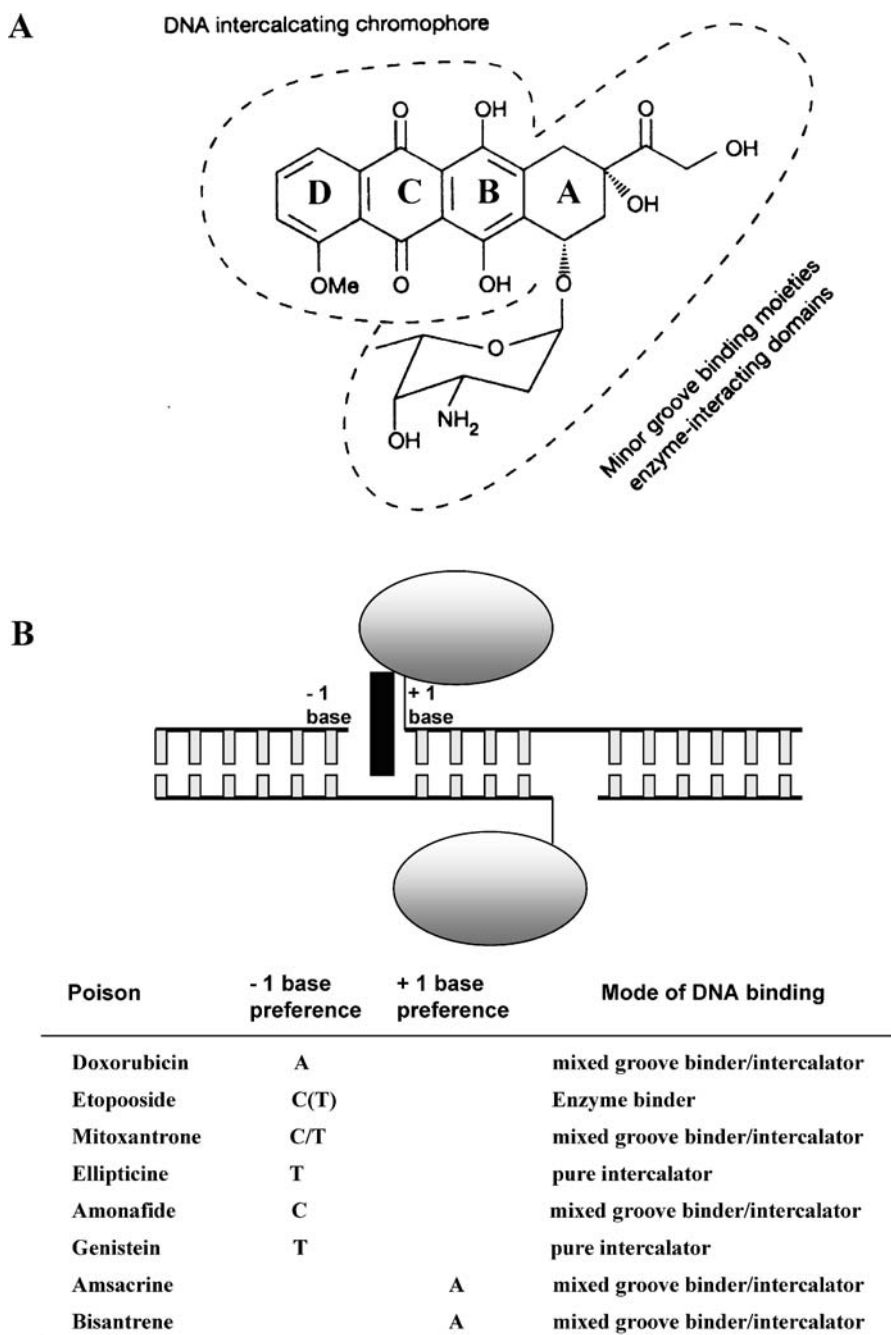 A
DNA intercalcating chromophore
O
OH
O
OH
D
C
B
A
OH
OMe
O
OH
O
O
NH2
OH
Minor groove binding moieties
enzyme-interacting domains
B
- 1
base
+ 1
base
Poison
- 1 base
preference
+ 1 base
preference
Mode of DNA binding
Doxorubicin A mixed groove binder/intercalator
Etopooside C(T) Enzyme binder
Mitoxantrone C/T mixed groove binder/intercalator
Ellipticine T pure intercalator
Amonafide C mixed groove binder/intercalator
Genistein T pure intercalator
Amsacrine A mixed groove binder/intercalator
Bisantrene A mixed groove binder/intercalator